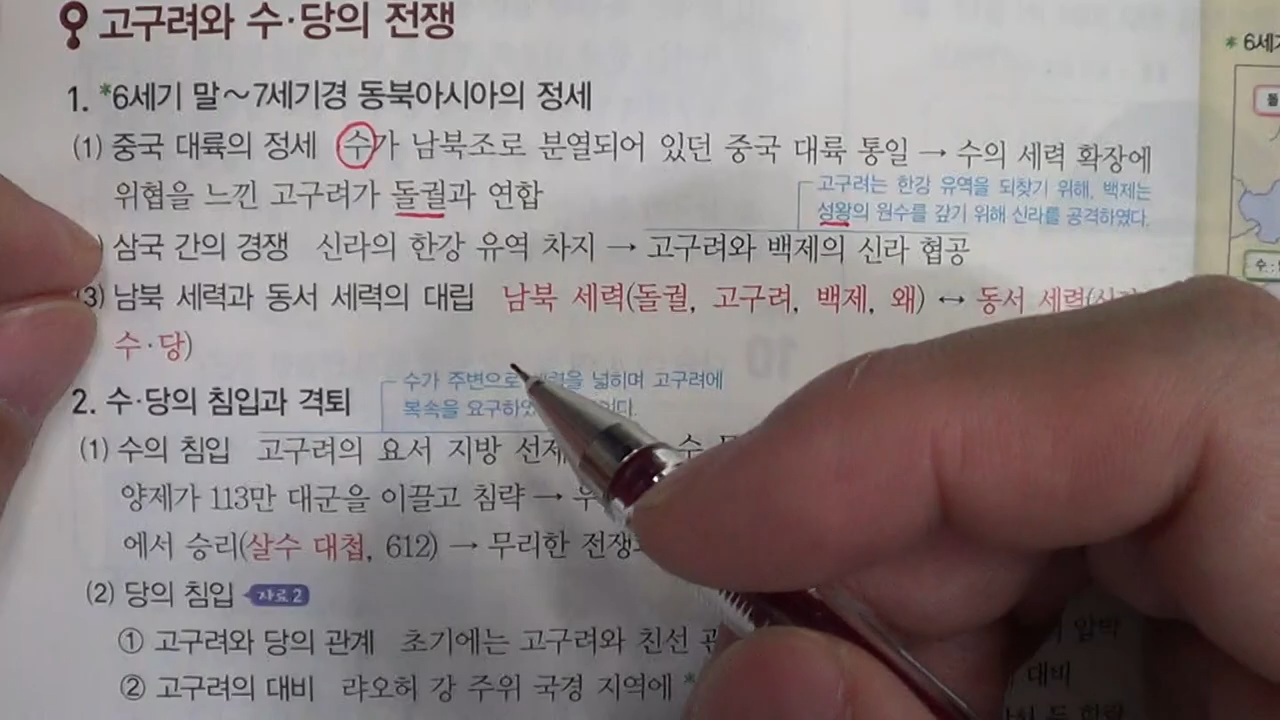 고구려와 수·당의 전쟁
* 6세기
1. *6세기 말~7세기경 동북아시아의 정세
(1) 중국 대륙의 정세 수가 남북조로 분열되어 있던 중국 대륙 통일 → 수의 세력 확장에
위협을 느낀 고구려가 돌궐과 연합
고구려는 한강 유역을 되찾기 위해, 백제는
성왕의 원수를 갚기 위해 신라를 공격하였다.
) 삼국 간의 경쟁 신라의 한강 유역 차지 → 고구려와 백제의 신라 협공
(3) 남북 세력과 동서 세력의 대립 남북 세력(돌궐, 고구려, 백제, 왜) ↔ 동서 세력(
수·당)
수가 주변으로 세력을 넓히며 고구려에
복속을 요구하였
2. 수·당의 침입과 격퇴
(1) 수의 침입 고구려의 요서 지방 선제
수
양제가 113만 대군을 이끌고 침략 →
에서 승리(살수 대첩, 612) → 무리한 전쟁
(2) 당의 침입 자료 2
① 고구려와 당의 관계 초기에는 고구려와 친선
압박
② 고구려의 대비 랴오허 강 주위 국경 지역에 *
대비
수: